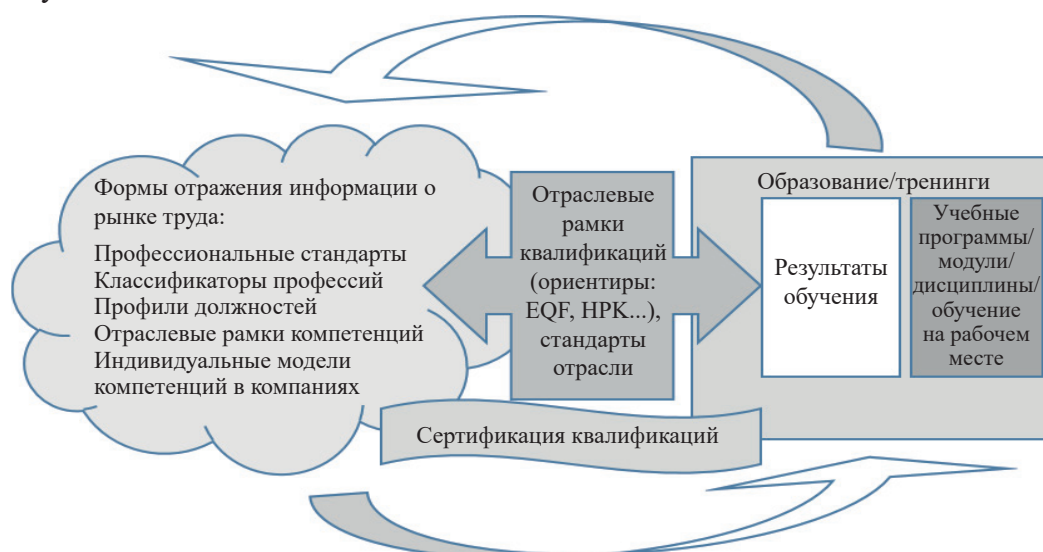 Формы отражения информации о
рынке труда:
Профессиональные стандарты
Классификаторы профессий
Профили должностей
Отраслевые рамки компетенций
Индивидуальные модели
компетенций в компаниях
Отраслевые
рамки
квалификаций
(ориентиры:
EQF, НРК...),
стандарты
отрасли
Образование/тренинги
Результаты
обучения
Учебные
программы/
модули/
дисциплины/
обучение
на рабочем
месте
Сертификация квалификаций